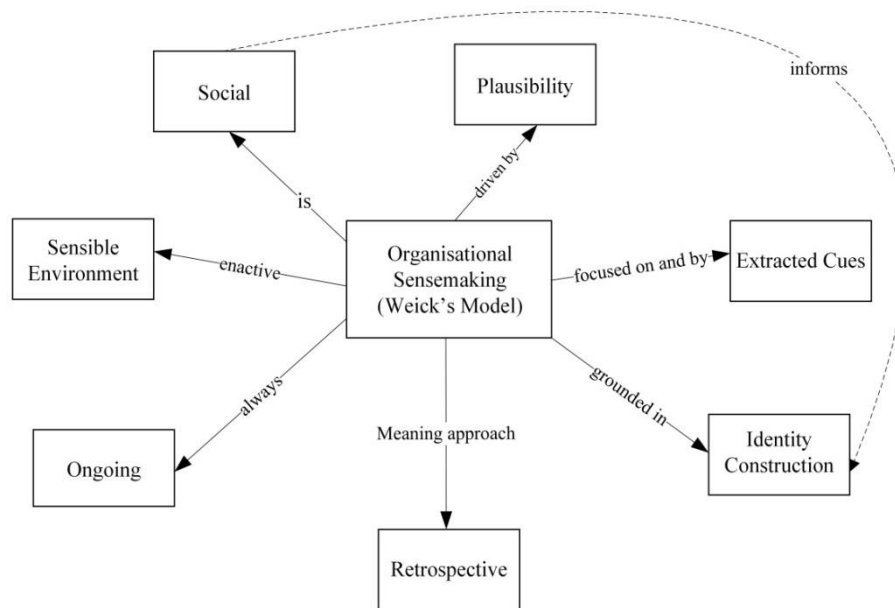 Social
Plausibility
informs
driven by
is
Sensible
Environment
enactive
Organisational
Sensemaking
(Weick’s Model)
focused on and by
Extracted Cues
always
grounded in
Meaning approach
Identity
Construction
Ongoing
Retrospective